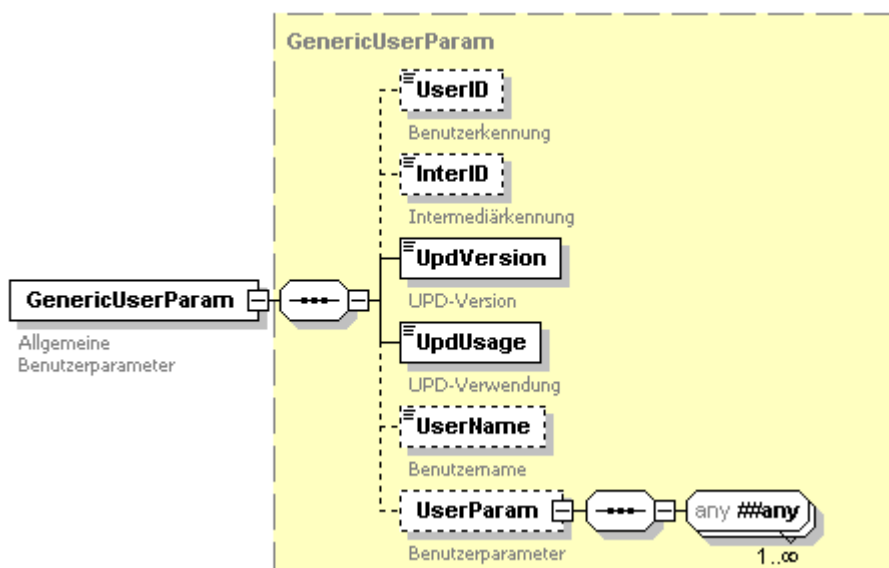 GenericUserParam
UserID
Benutzerkennung
InterID
Intermediärkennung
UpdVersion
UPD-Version
GenericUserParam
Allgemeine
Benutzerparameter
UpdUsage
UPD-Verwendung
UserName
Benutzername
UserParam
any ##any
Benutzerparameter
1..∞